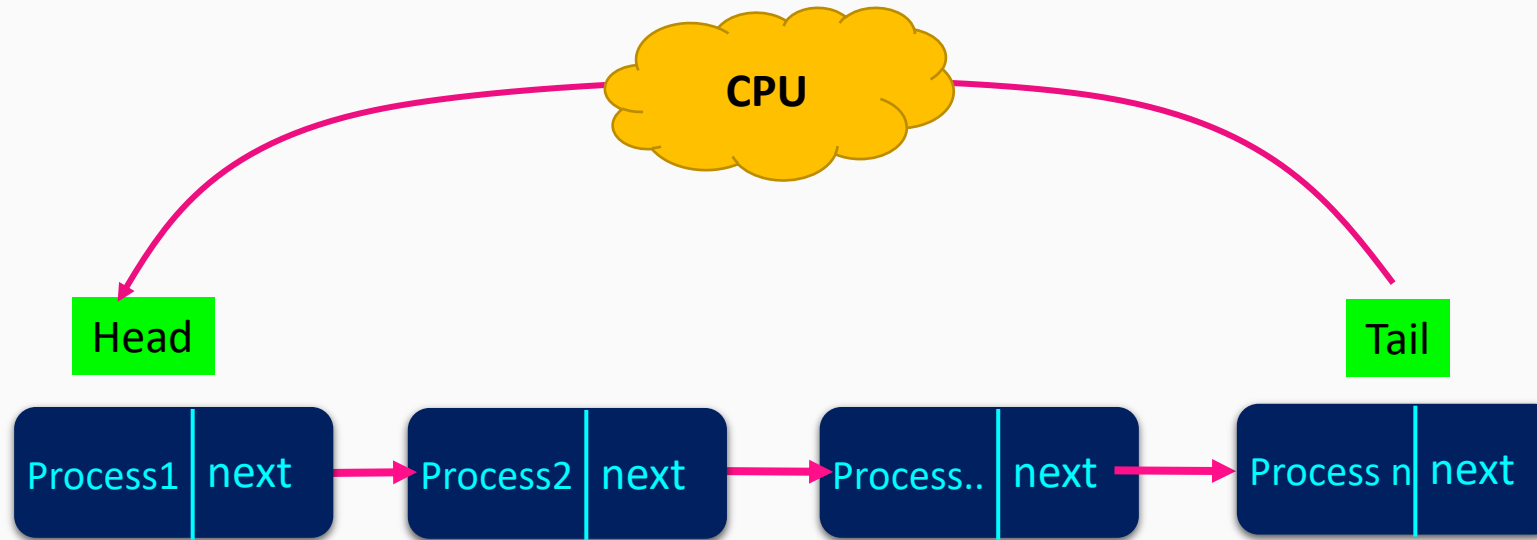 CPU
Head
Tail
Process1 next
Process2 next
Process.. next
Process n next